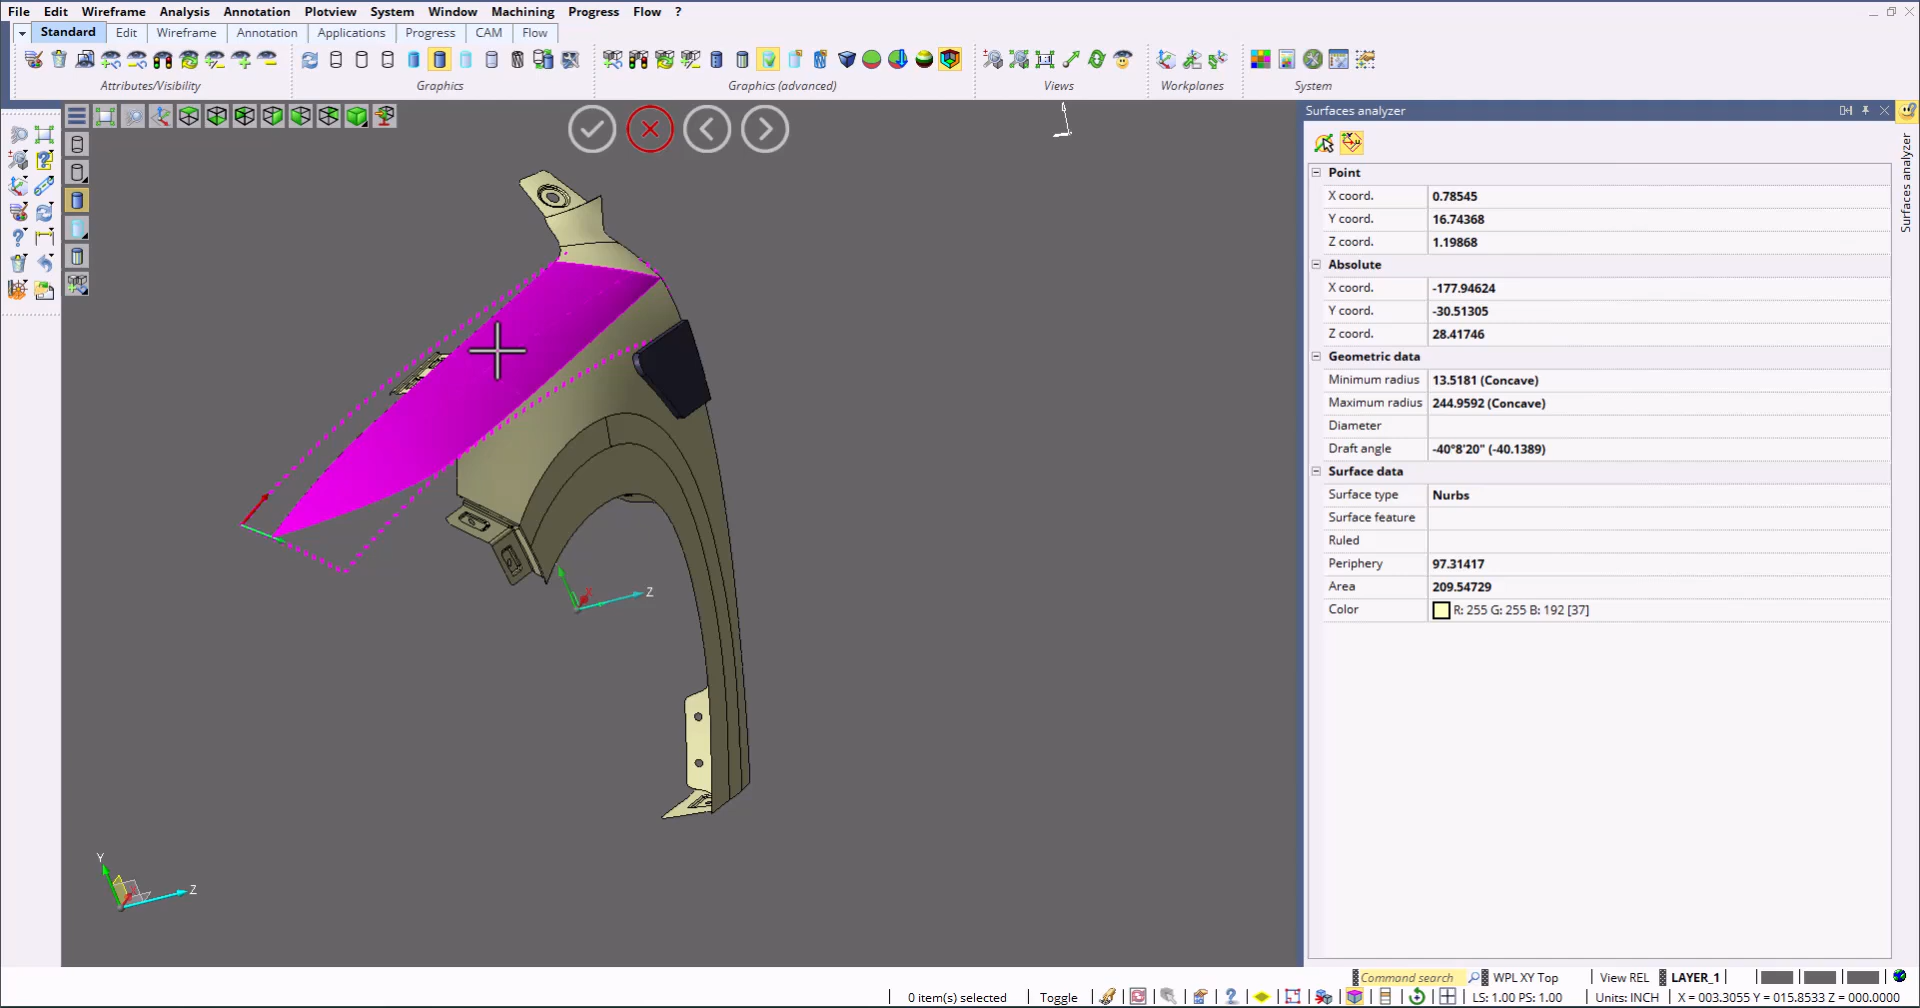 File Edit Wireframe Analysis Annotation Plotview System Window Machining Progress Flow ?
Standard Edit Wireframe Annotation Applications Progress CAM Flow
Attributes/Visibility Graphics Graphics (advanced) Views Workplanes System
Surfaces analyzer
Surfaces analyzer
Point
X coord. 0.78545
Y coord. 16.74368
Z coord. 1.19868
Absolute
X coord. -177.94624
Y coord. -30.51305
Z coord. 28.41746
Geometric data
Minimum radius 13.5181 (Concave)
Maximum radius 244.9592 (Concave)
Diameter
Draft angle -40°8'20" (-40.1389)
Surface data
Surface type Nurbs
Surface feature
Ruled
Periphery 97.31417
Area 209.54729
Color R: 255 G: 255 B: 192 [37]
Z
Y
Z
Command search WPL XY Top View REL LAYER_1
0 item(s) selected Toggle LS: 1.00 PS: 1.00 Units: INCH X = 003.3055 Y = 015.8533 Z = 000.0000